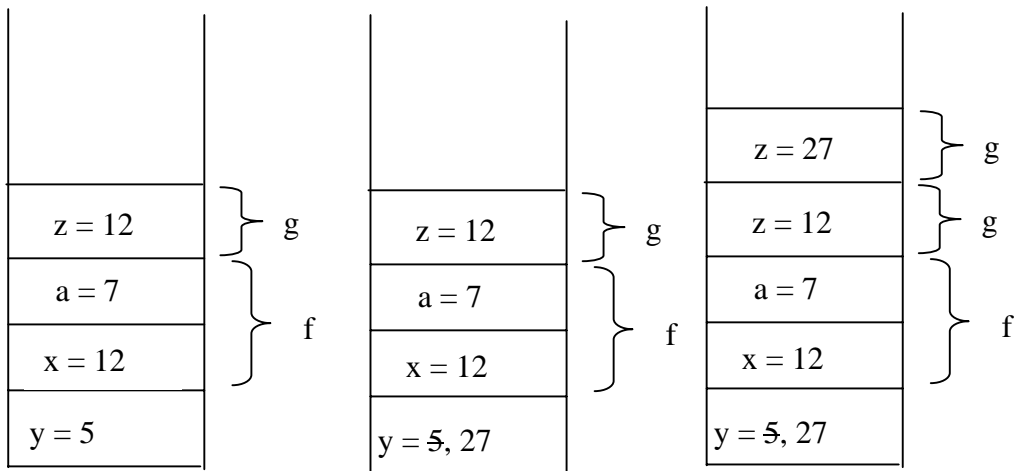 z = 12
g
a = 7
f
x = 12
y = 5
z = 12
g
a = 7
f
x = 12
y = 5, 27
z = 27
g
z = 12
g
a = 7
f
x = 12
y = 5, 27